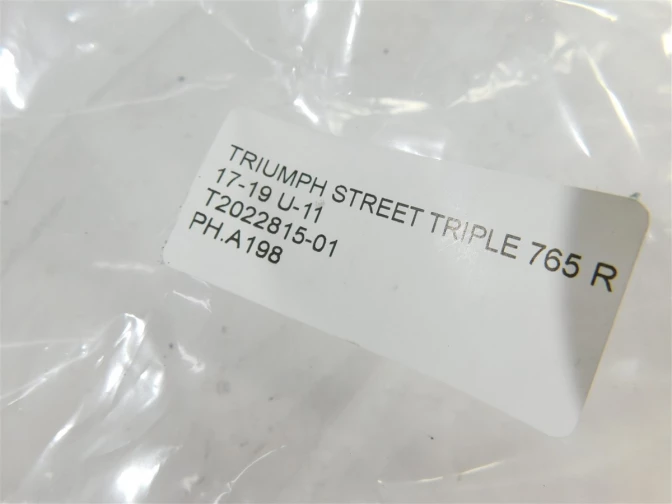 TRIUMPH STREET TRIPLE 765 R
17-19 U-11
T2022815-01
PH.A198